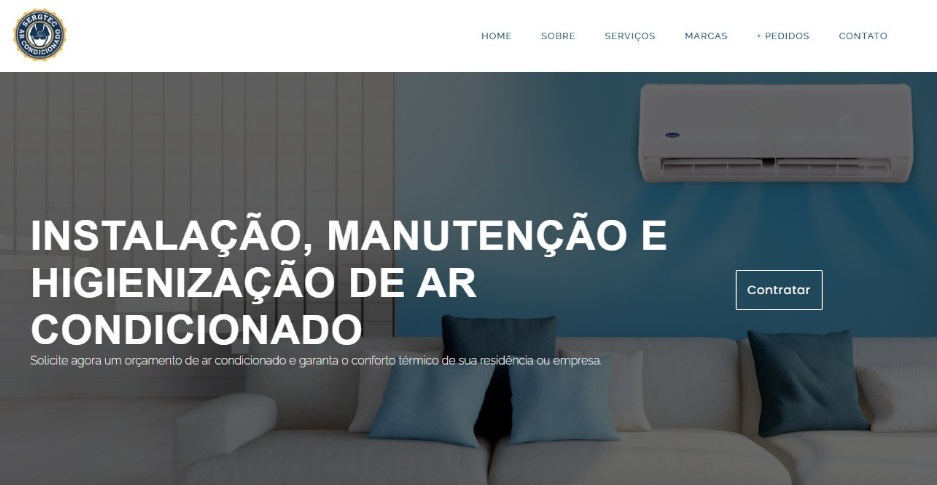 SERGTEC
AR CONDICIONADO
HOME SOBRE SERVIÇOS MARCAS + PEDIDOS CONTATO
INSTALAÇÃO, MANUTENÇÃO E
HIGIENIZAÇÃO DE AR
CONDICIONADO
Contratar
Solicite agora um orçamento de ar condicionado e garanta o conforto térmico de sua residência ou empresa.